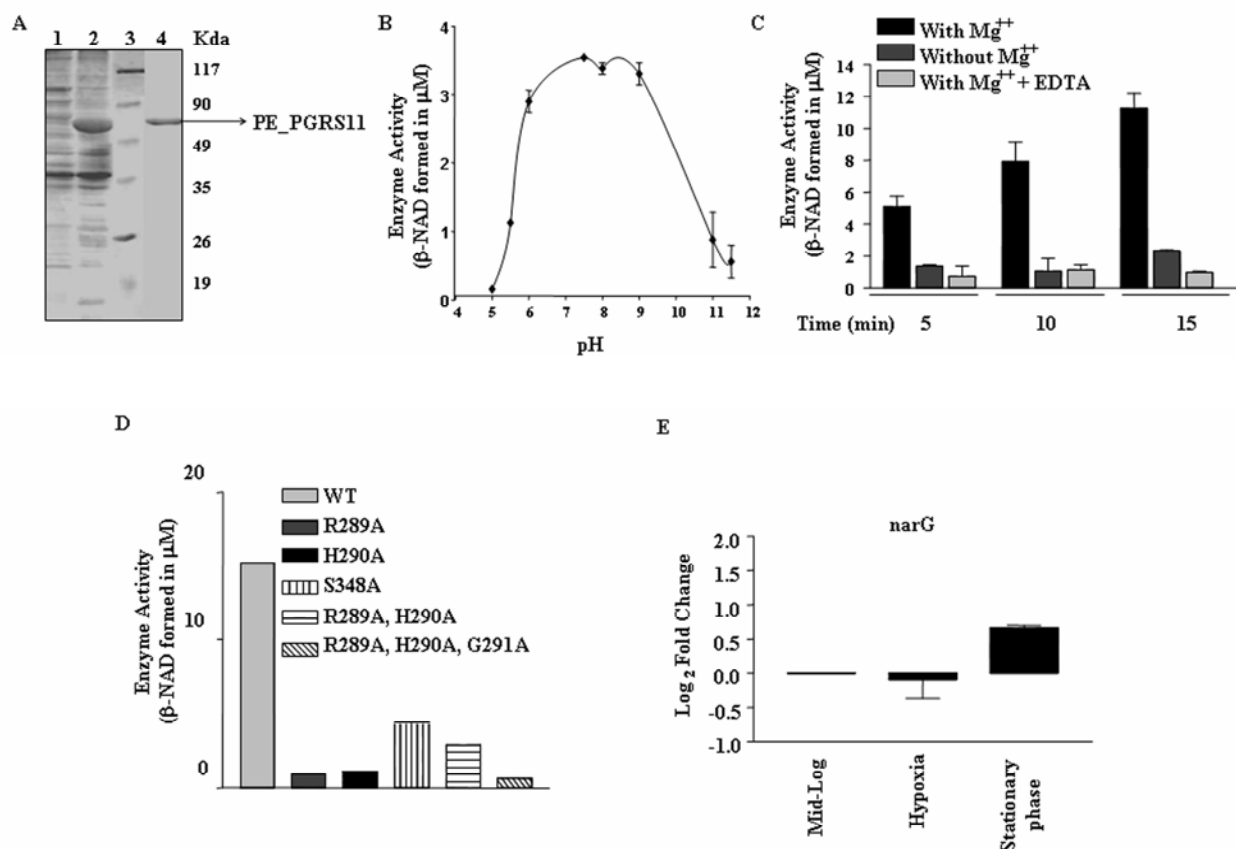 A
1 2 3 4 Kda
117
90
49
35
26
19
PE_PGRS11
B
Enzyme Activity
(β-NAD formed in μM)
4
3
2
1
0
4 5 6 7 8 9 10 11 12
pH
C
With Mg++
Without Mg++
With Mg++ + EDTA
Enzyme Activity
(β-NAD formed in μM)
14
12
10
8
6
4
2
0
Time (min) 5 10 15
D
Enzyme Activity
(β-NAD formed in μM)
20
10
0
WT
R289A
H290A
S348A
R289A, H290A
R289A, H290A, G291A
E
narG
Log2 Fold Change
2.0
1.5
1.0
0.5
0.0
-0.5
-1.0
Mid-Log
Hypoxia
Stationary
phase